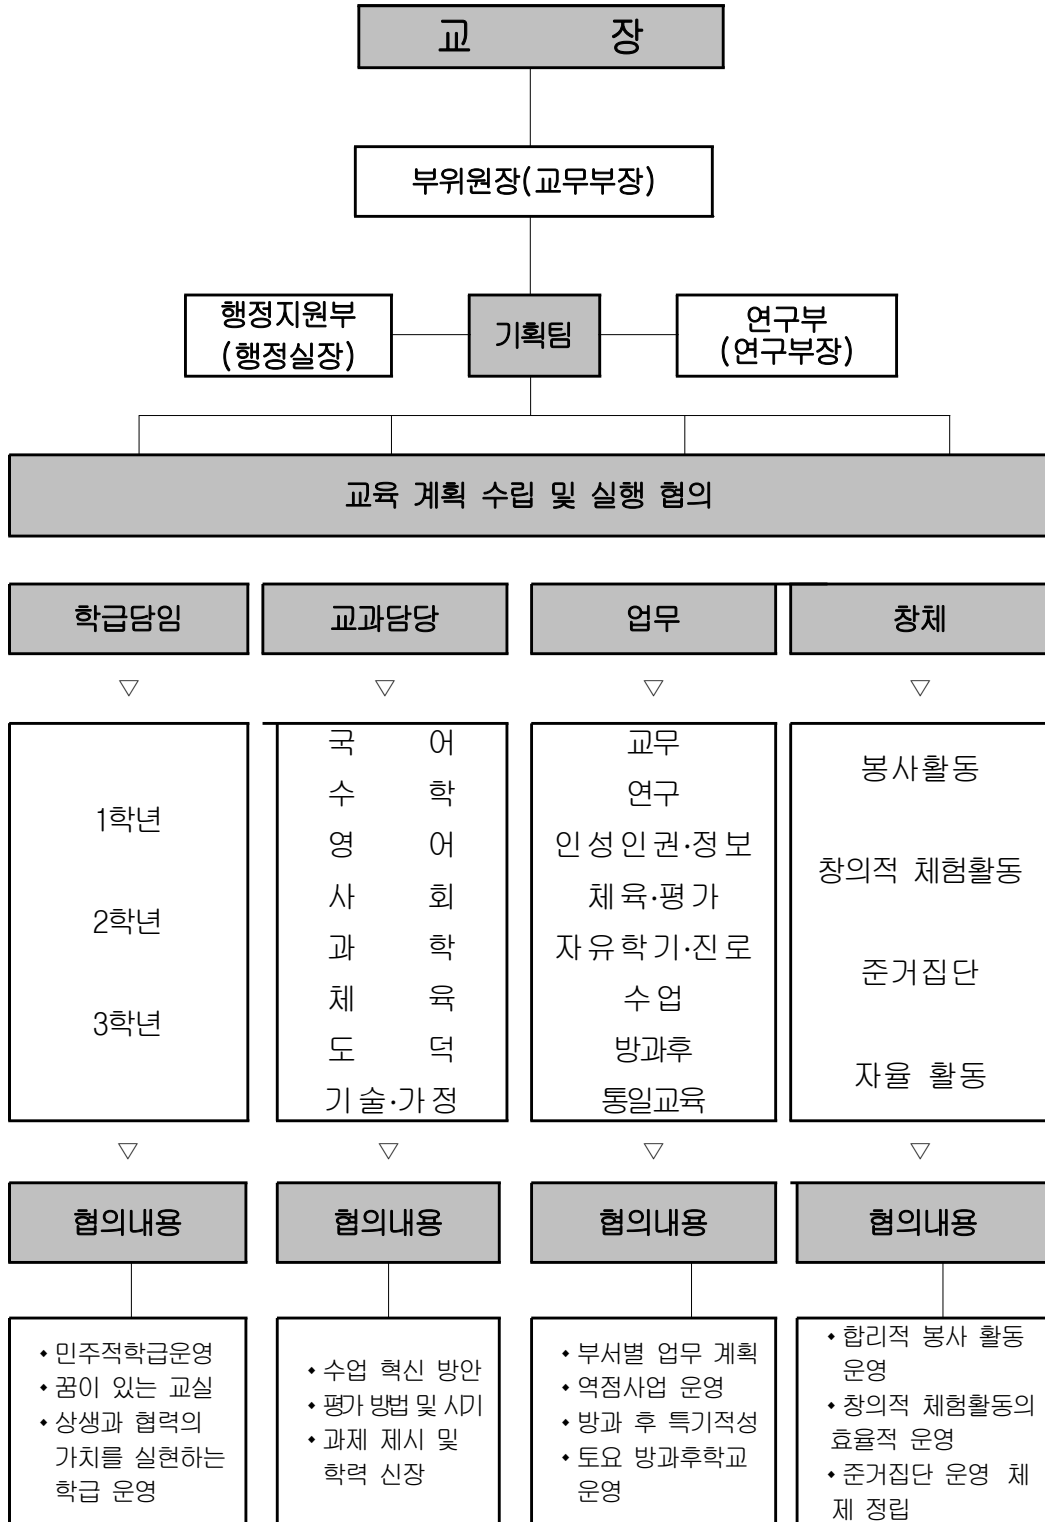 교 장
부위원장(교무부장)
행정지원부
(행정실장)
기획팀
연구부
(연구부장)
교육 계획 수립 및 실행 협의
학급담임
교과담당
업무
창체
▽ ▽ ▽ ▽
1학년
2학년
3학년
국 어
수 학
영 어
사 회
과 학
체 육
도 덕
기술·가정
교무
연구
인성인권·정보
체육·평가
자유학기·진로
수업
방과후
통일교육
봉사활동
창의적 체험활동
준거집단
자율 활동
▽ ▽ ▽ ▽
협의내용
협의내용
협의내용
협의내용
◆ 민주적학급운영
◆ 꿈이 있는 교실
◆ 상생과 협력의
가치를 실현하는
학급 운영
◆ 수업 혁신 방안
◆ 평가 방법 및 시기
◆ 과제 제시 및
학력 신장
◆ 부서별 업무 계획
◆ 역점사업 운영
◆ 방과 후 특기적성
◆ 토요 방과후학교
운영
◆ 합리적 봉사 활동
운영
◆ 창의적 체험활동의
효율적 운영
◆ 준거집단 운영 체
제 정립